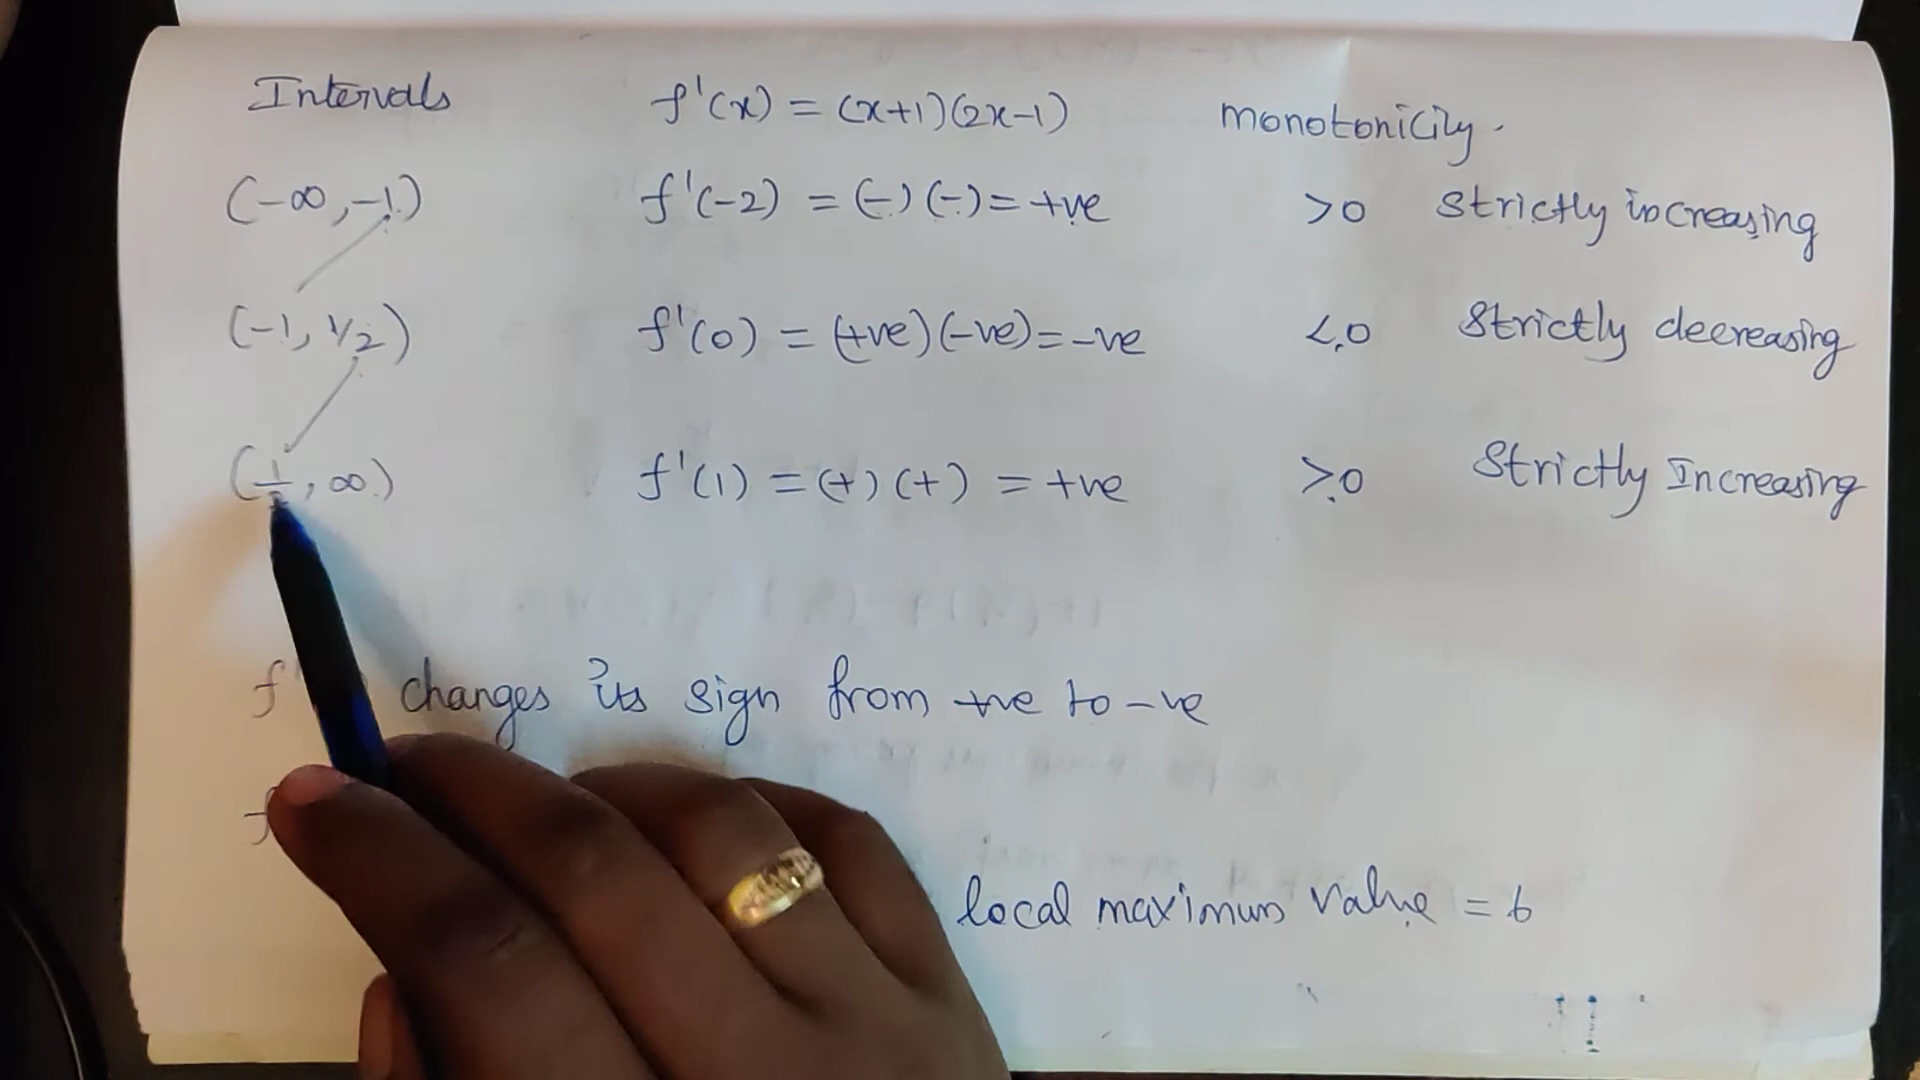 Intervals f'(x) = (x+1)(2x-1) monotonicity.
(-∞,-1) f'(-2) = (-)(-) = +ve >0 Strictly increasing
(-1, 1/2) f'(0) = (+ve)(-ve) = -ve <0 Strictly decreasing
(1/2, ∞) f'(1) = (+)(+) = +ve >0 Strictly Increasing
f' changes its sign from +ve to -ve
f
local maximum value = 6